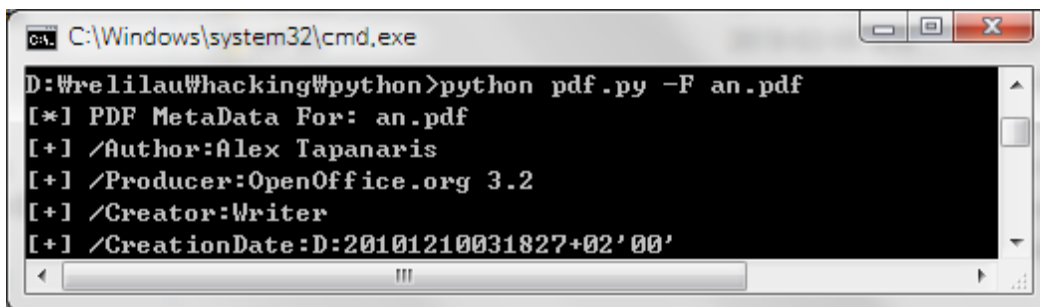 C:\Windows\system32\cmd.exe
D:₩relilau₩hacking₩python>python pdf.py -F an.pdf
[*] PDF MetaData For: an.pdf
[+] /Author:Alex Tapanaris
[+] /Producer:OpenOffice.org 3.2
[+] /Creator:Writer
[+] /CreationDate:D:20101210031827+02'00'